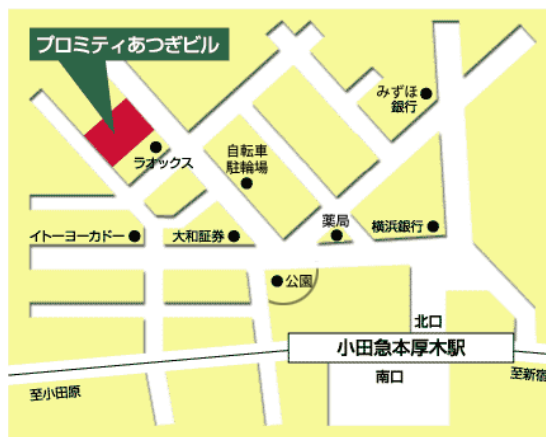 プロミティあつぎビル
みずほ
銀行
ラオックス
自転車
駐輪場
イトーヨーカドー
大和証券
薬局
横浜銀行
公園
北口
小田急本厚木駅
南口
至小田原
至新宿